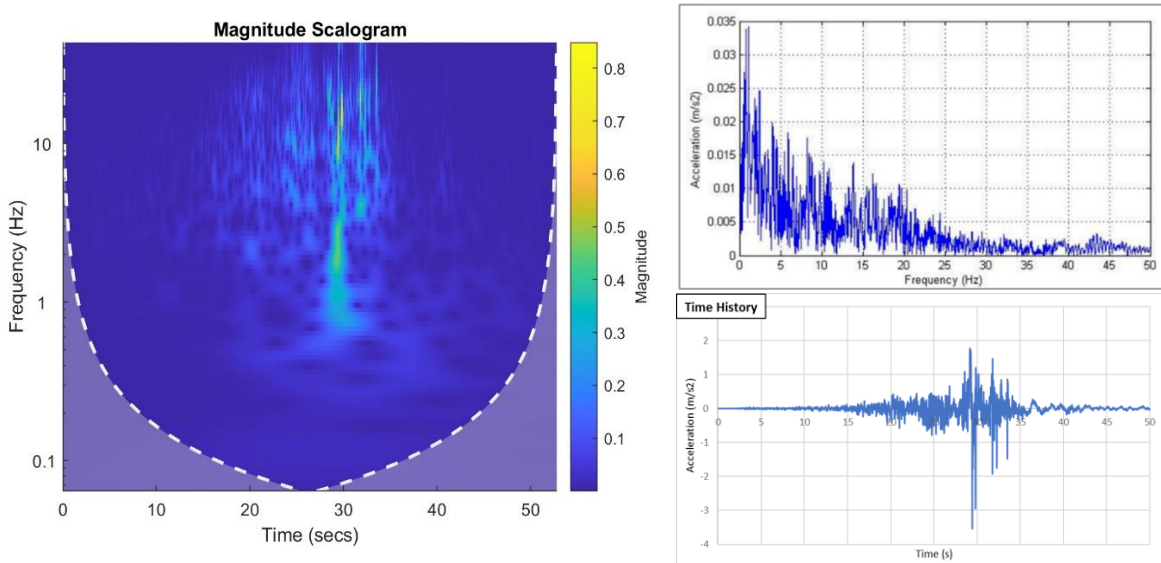 Magnitude Scalogram
Frequency (Hz)
10
1
0.1
0 10 20 30 40 50
Time (secs)
0.8
0.7
0.6
0.5
0.4
0.3
0.2
0.1
Magnitude
Acceleration (m/s2)
0.035
0.03
0.025
0.02
0.015
0.01
0.005
0
0 5 10 15 20 25 30 35 40 45 50
Frequency (Hz)
Time History
Acceleration (m/s2)
2
1
0
-1
-2
-3
-4
0 5 10 15 20 25 30 35 40 45 50
Time (s)